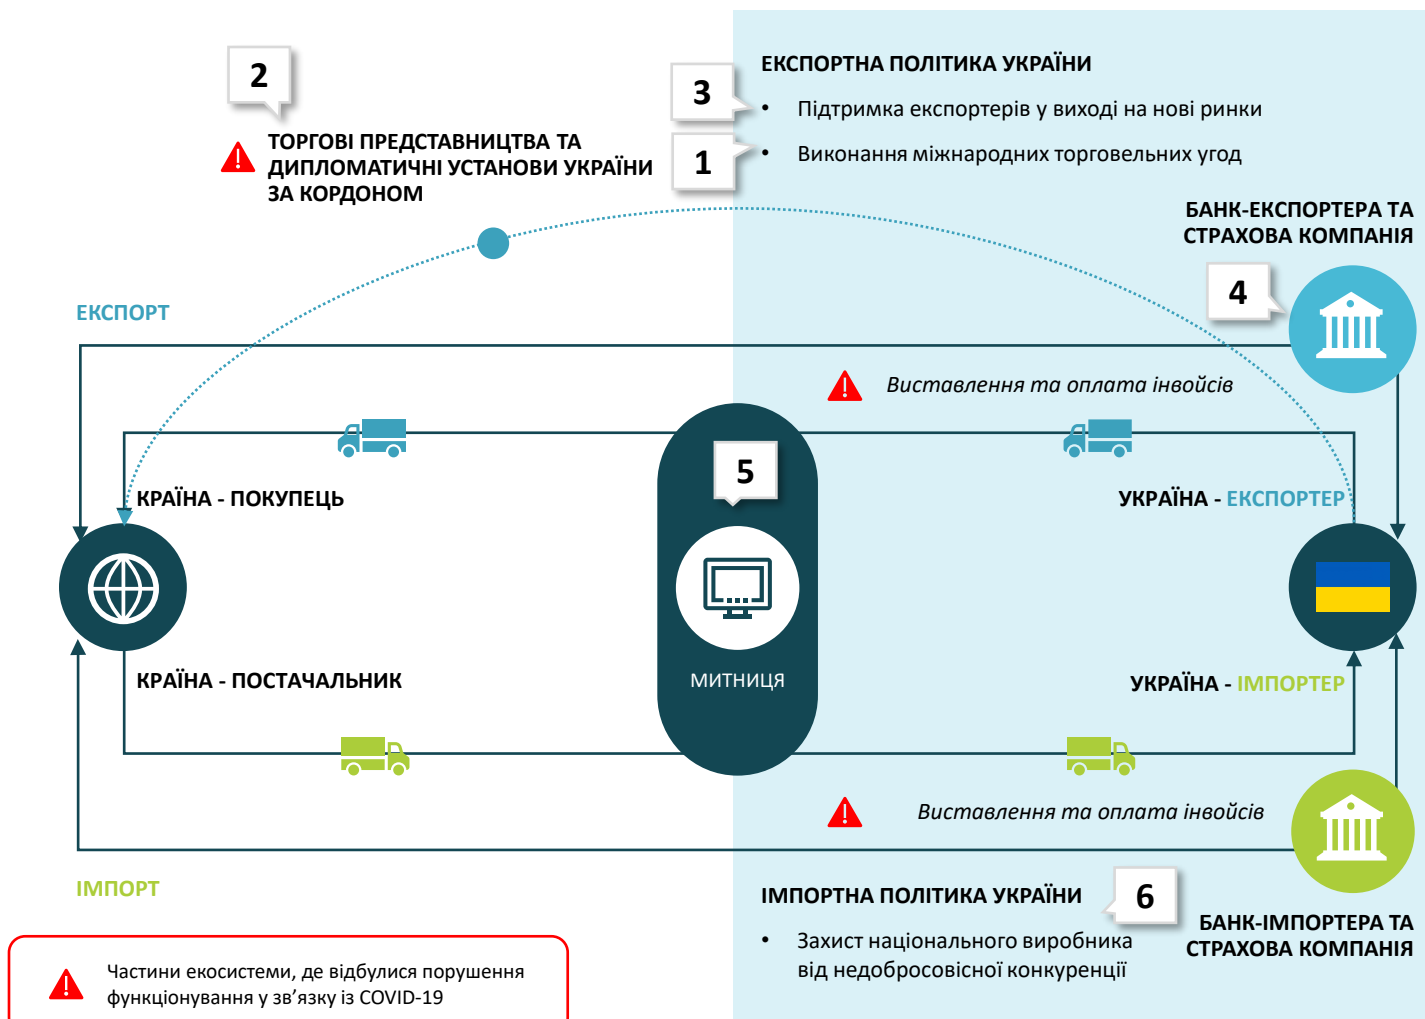 2
ТОРГОВІ ПРЕДСТАВНИЦТВА ТА
ДИПЛОМАТИЧНІ УСТАНОВИ УКРАЇНИ
ЗА КОРДОНОМ
ЕКСПОРТНА ПОЛІТИКА УКРАЇНИ
3
• Підтримка експортерів у виході на нові ринки
1
• Виконання міжнародних торговельних угод
БАНК-ЕКСПОРТЕРА ТА
СТРАХОВА КОМПАНІЯ
4
ЕКСПОРТ
Виставлення та оплата інвойсів
5
КРАЇНА - ПОКУПЕЦЬ
УКРАЇНА - ЕКСПОРТЕР
КРАЇНА - ПОСТАЧАЛЬНИК
МИТНИЦЯ
УКРАЇНА - ІМПОРТЕР
Виставлення та оплата інвойсів
ІМПОРТ
ІМПОРТНА ПОЛІТИКА УКРАЇНИ
6
• Захист національного виробника
від недобросовісної конкуренції
БАНК-ІМПОРТЕРА ТА
СТРАХОВА КОМПАНІЯ
Частини екосистеми, де відбулися порушення
функціонування у зв’язку із COVID-19